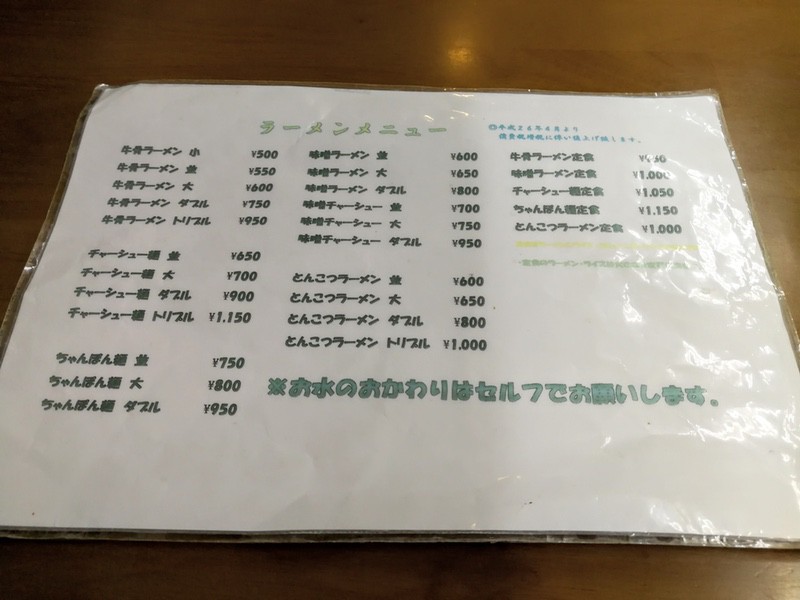 ラーメンメニュー
◎平成26年4月より
消費税増税に伴い値上げ致します。
牛骨ラーメン 小 ¥500
牛骨ラーメン 並 ¥550
牛骨ラーメン 大 ¥600
牛骨ラーメン ダブル ¥750
牛骨ラーメン トリプル ¥950
チャーシュー麺 並 ¥650
チャーシュー麺 大 ¥700
チャーシュー麺 ダブル ¥900
チャーシュー麺 トリプル ¥1,150
ちゃんぽん麺 並 ¥750
ちゃんぽん麺 大 ¥800
ちゃんぽん麺 ダブル ¥950
味噌ラーメン 並 ¥600
味噌ラーメン 大 ¥650
味噌ラーメン ダブル ¥800
味噌チャーシュー 並 ¥700
味噌チャーシュー 大 ¥750
味噌チャーシュー ダブル ¥950
とんこつラーメン 並 ¥600
とんこつラーメン 大 ¥650
とんこつラーメン ダブル ¥800
とんこつラーメン トリプル ¥1,000
牛骨ラーメン定食
味噌ラーメン定食 ¥1,000
チャーシュー麺定食 ¥1,050
ちゃんぽん麺定食 ¥1,150
とんこつラーメン定食 ¥1,000
定食のラーメン・ライスは
※お水のおかわりはセルフでお願いします。